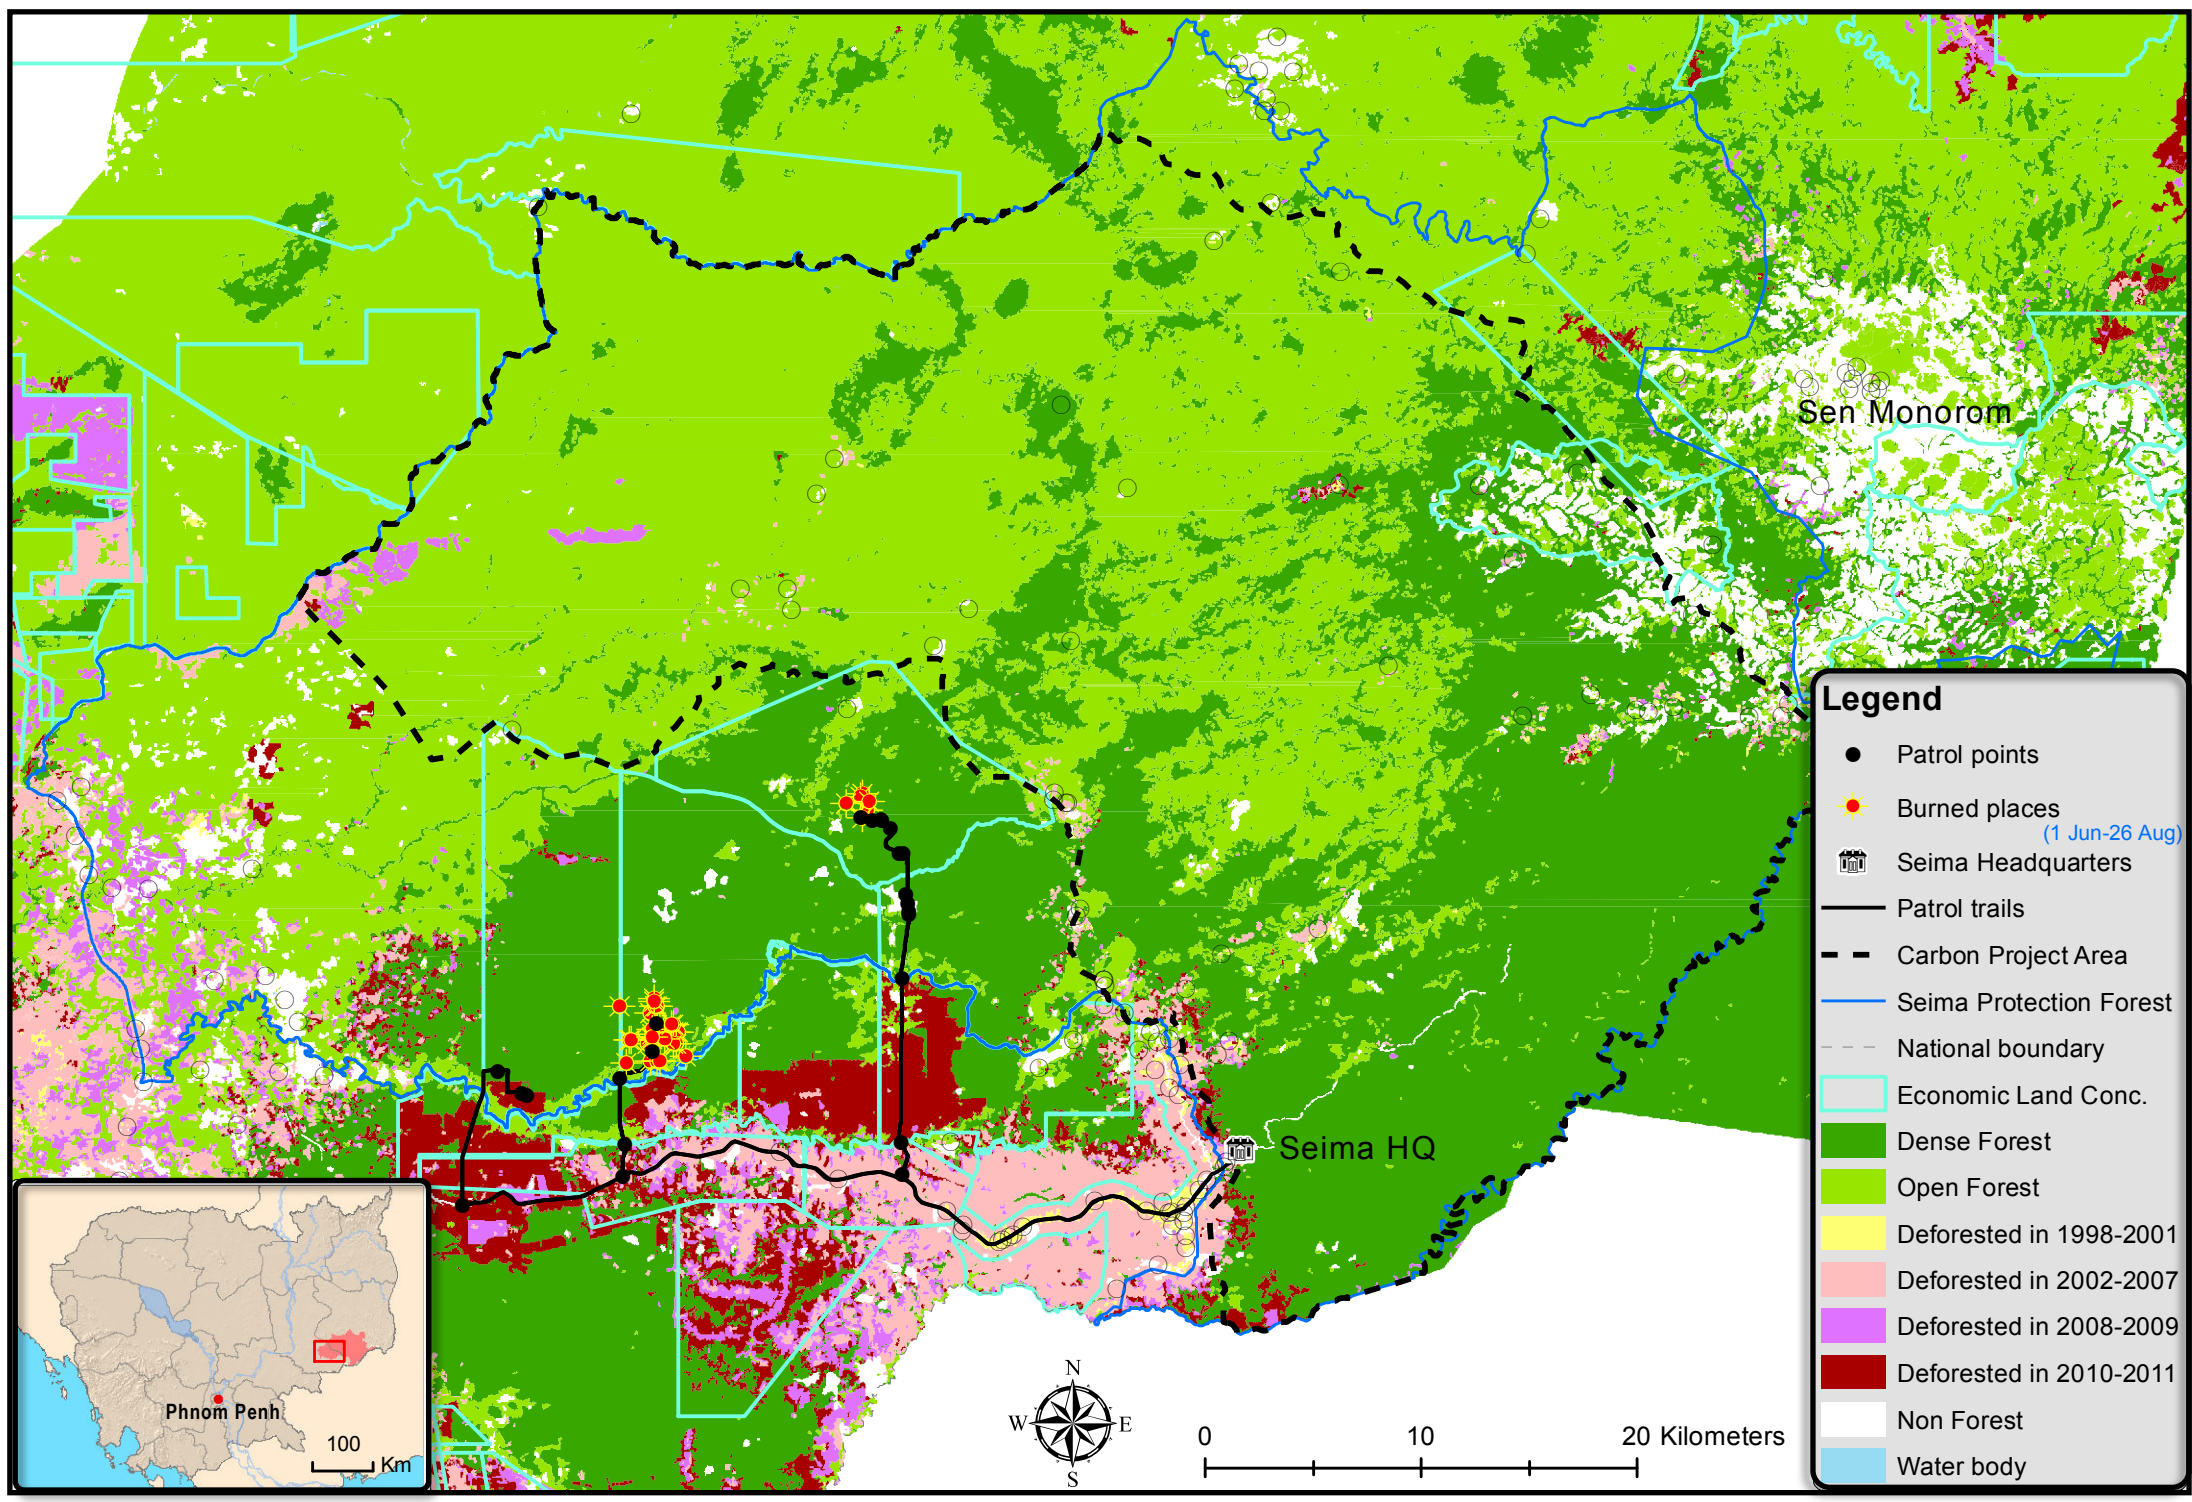 Sen Monorom
Seima HQ
Legend
Patrol points
Burned places
(1 Jun-26 Aug)
Seima Headquarters
Patrol trails
Carbon Project Area
Seima Protection Forest
National boundary
Economic Land Conc.
Dense Forest
Open Forest
Deforested in 1998-2001
Deforested in 2002-2007
Deforested in 2008-2009
Deforested in 2010-2011
Non Forest
Water body
Phnom Penh
100
Km
N
W E
S
0 10 20 Kilometers